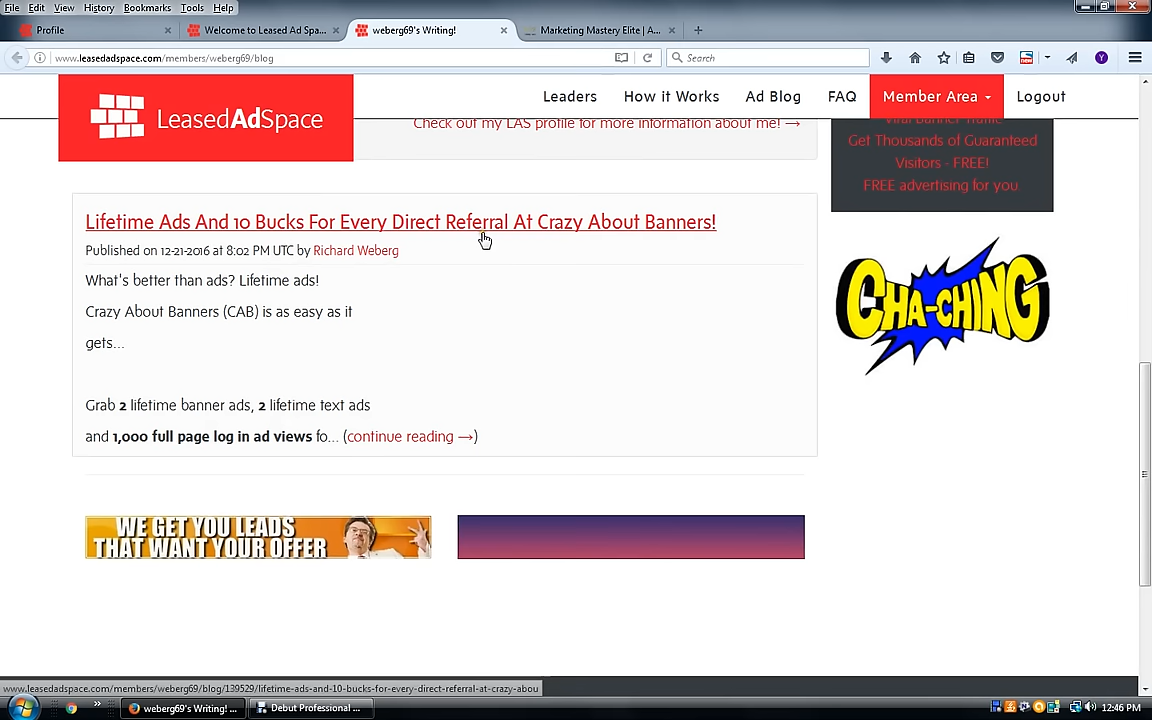 File Edit View History Bookmarks Tools Help
Profile
Welcome to Leased Ad Spa...
weberg69's Writing!
Marketing Mastery Elite | A...
www.leasedadspace.com/members/weberg69/blog
Search
LeasedAdSpace
Leaders How it Works Ad Blog FAQ Member Area Logout
Check out my LAS profile for more information about me! →
Viral Banner Traffic
Get Thousands of Guaranteed
Visitors - FREE!
FREE advertising for you
Lifetime Ads And 10 Bucks For Every Direct Referral At Crazy About Banners!
Published on 12-21-2016 at 8:02 PM UTC by Richard Weberg
What's better than ads? Lifetime ads!
Crazy About Banners (CAB) is as easy as it
gets...
Grab 2 lifetime banner ads, 2 lifetime text ads
and 1,000 full page log in ad views fo... (continue reading →)
CHA-CHING
WE GET YOU LEADS
THAT WANT YOUR OFFER
www.leasedadspace.com/members/weberg69/blog/139529/lifetime-ads-and-10-bucks-for-every-direct-referral-at-crazy-abou
weberg69's Writing! ...
Debut Professional ...
12:46 PM